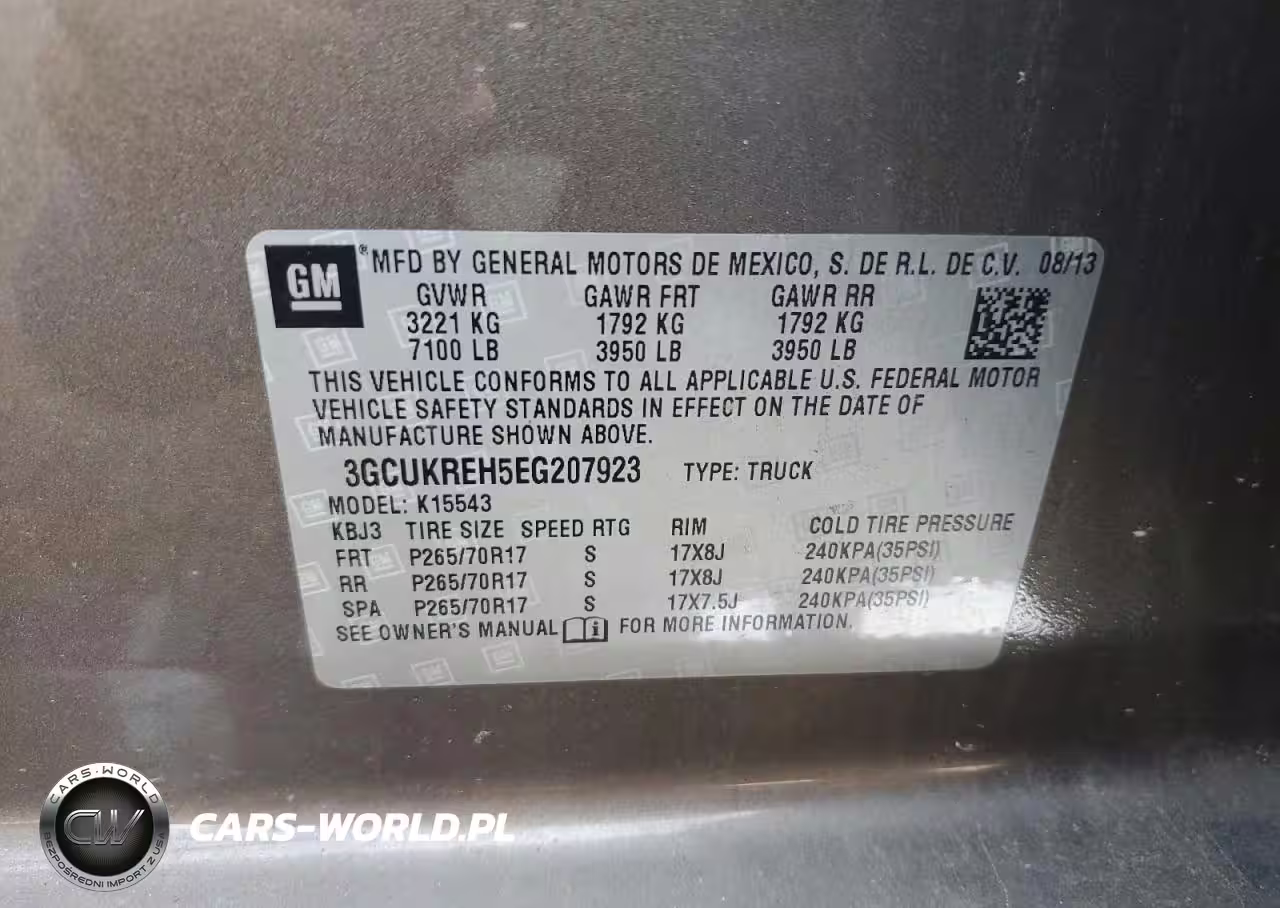 GM ® MFD BY GENERAL MOTORS DE MEXICO, S. DE R.L. DE C.V. 08/13
GVWR GAWR FRT GAWR RR
3221 KG 1792 KG 1792 KG
7100 LB 3950 LB 3950 LB
THIS VEHICLE CONFORMS TO ALL APPLICABLE U.S. FEDERAL MOTOR
VEHICLE SAFETY STANDARDS IN EFFECT ON THE DATE OF
MANUFACTURE SHOWN ABOVE.
3GCUKREH5EG207923 TYPE: TRUCK
MODEL: K15543
KBJ3 TIRE SIZE SPEED RTG RIM COLD TIRE PRESSURE
FRT P265/70R17 S 17X8J 240KPA(35PSI)
RR P265/70R17 S 17X8J 240KPA(35PSI)
SPA P265/70R17 S 17X7.5J 240KPA(35PSI)
SEE OWNER'S MANUAL i FOR MORE INFORMATION.
CARS-WORLD
CW
BEZPOŚREDNI IMPORT Z USA
CARS-WORLD.PL